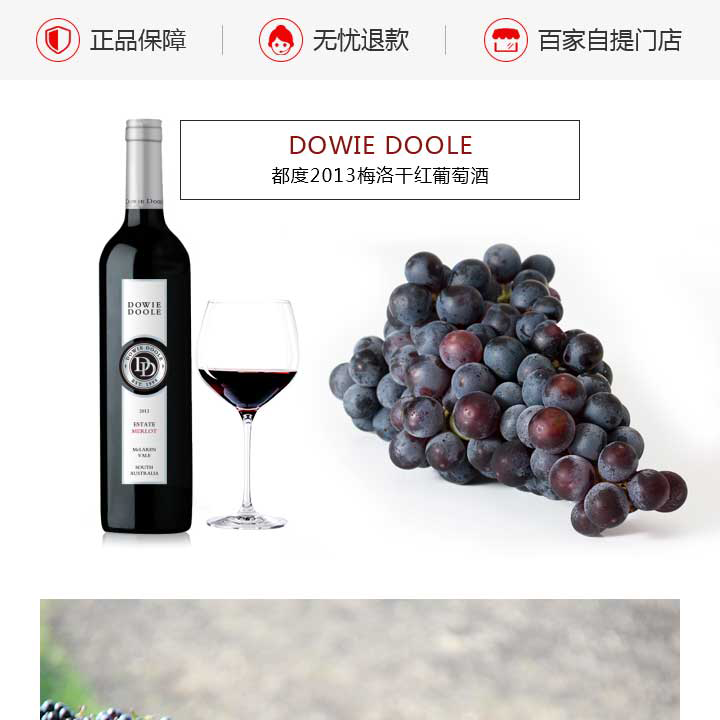 正品保障 无忧退款 百家自提门店
DOWIE DOOLE
都度2013梅洛干红葡萄酒
DOWIE DOOLE
DOWIE
DOOLE
DOWIE DOOLE
DD
EST. 1995
2013
ESTATE
MERLOT
McLAREN
VALE
SOUTH
AUSTRALIA